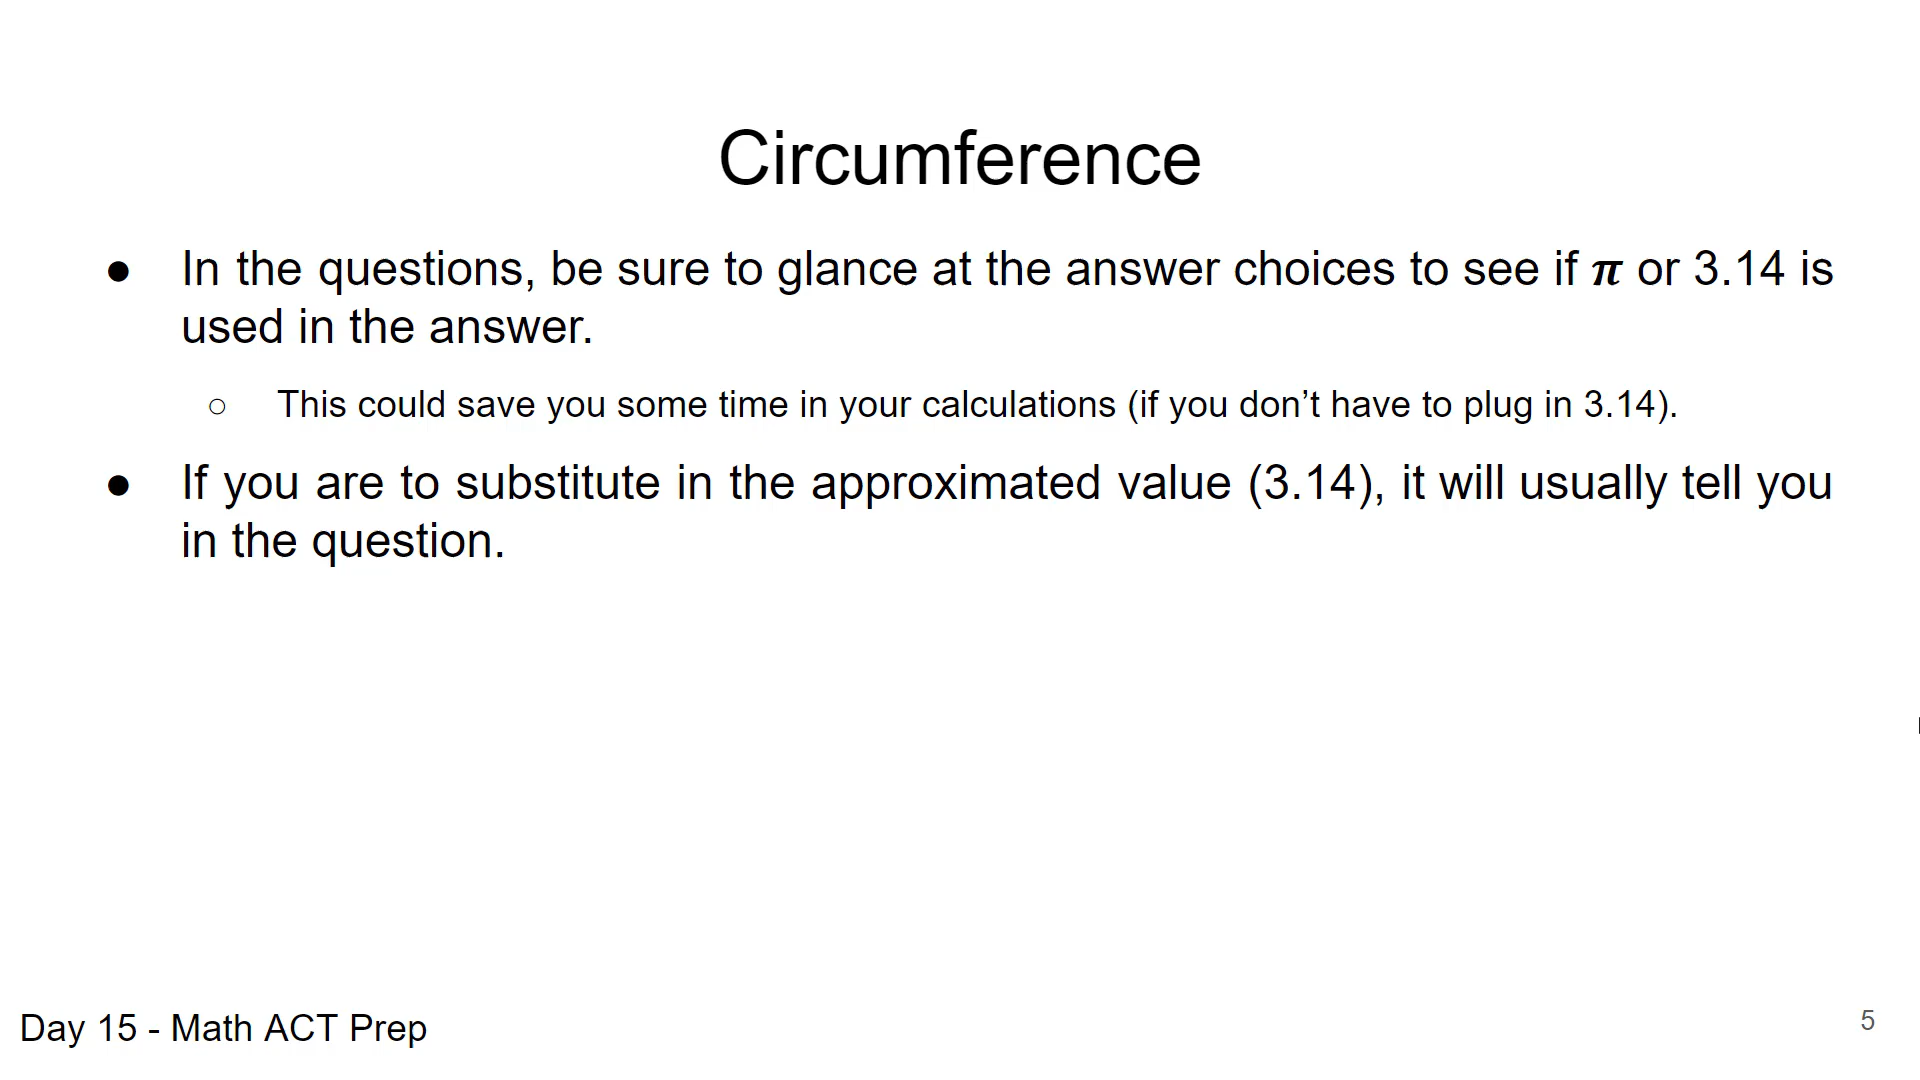 Circumference
● In the questions, be sure to glance at the answer choices to see if π or 3.14 is
used in the answer.
○ This could save you some time in your calculations (if you don’t have to plug in 3.14).
● If you are to substitute in the approximated value (3.14), it will usually tell you
in the question.
Day 15 - Math ACT Prep
5